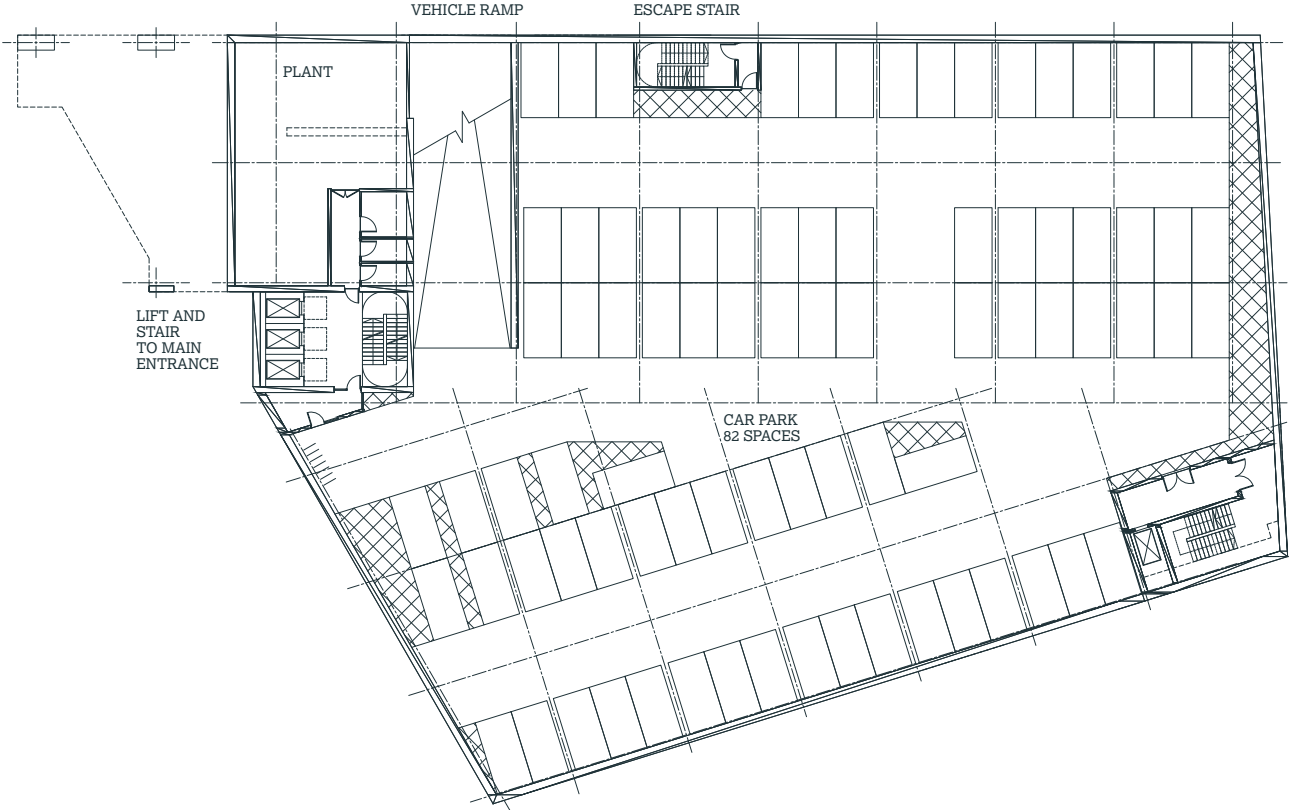 VEHICLE RAMP
ESCAPE STAIR
PLANT
LIFT AND
STAIR
TO MAIN
ENTRANCE
CAR PARK
82 SPACES